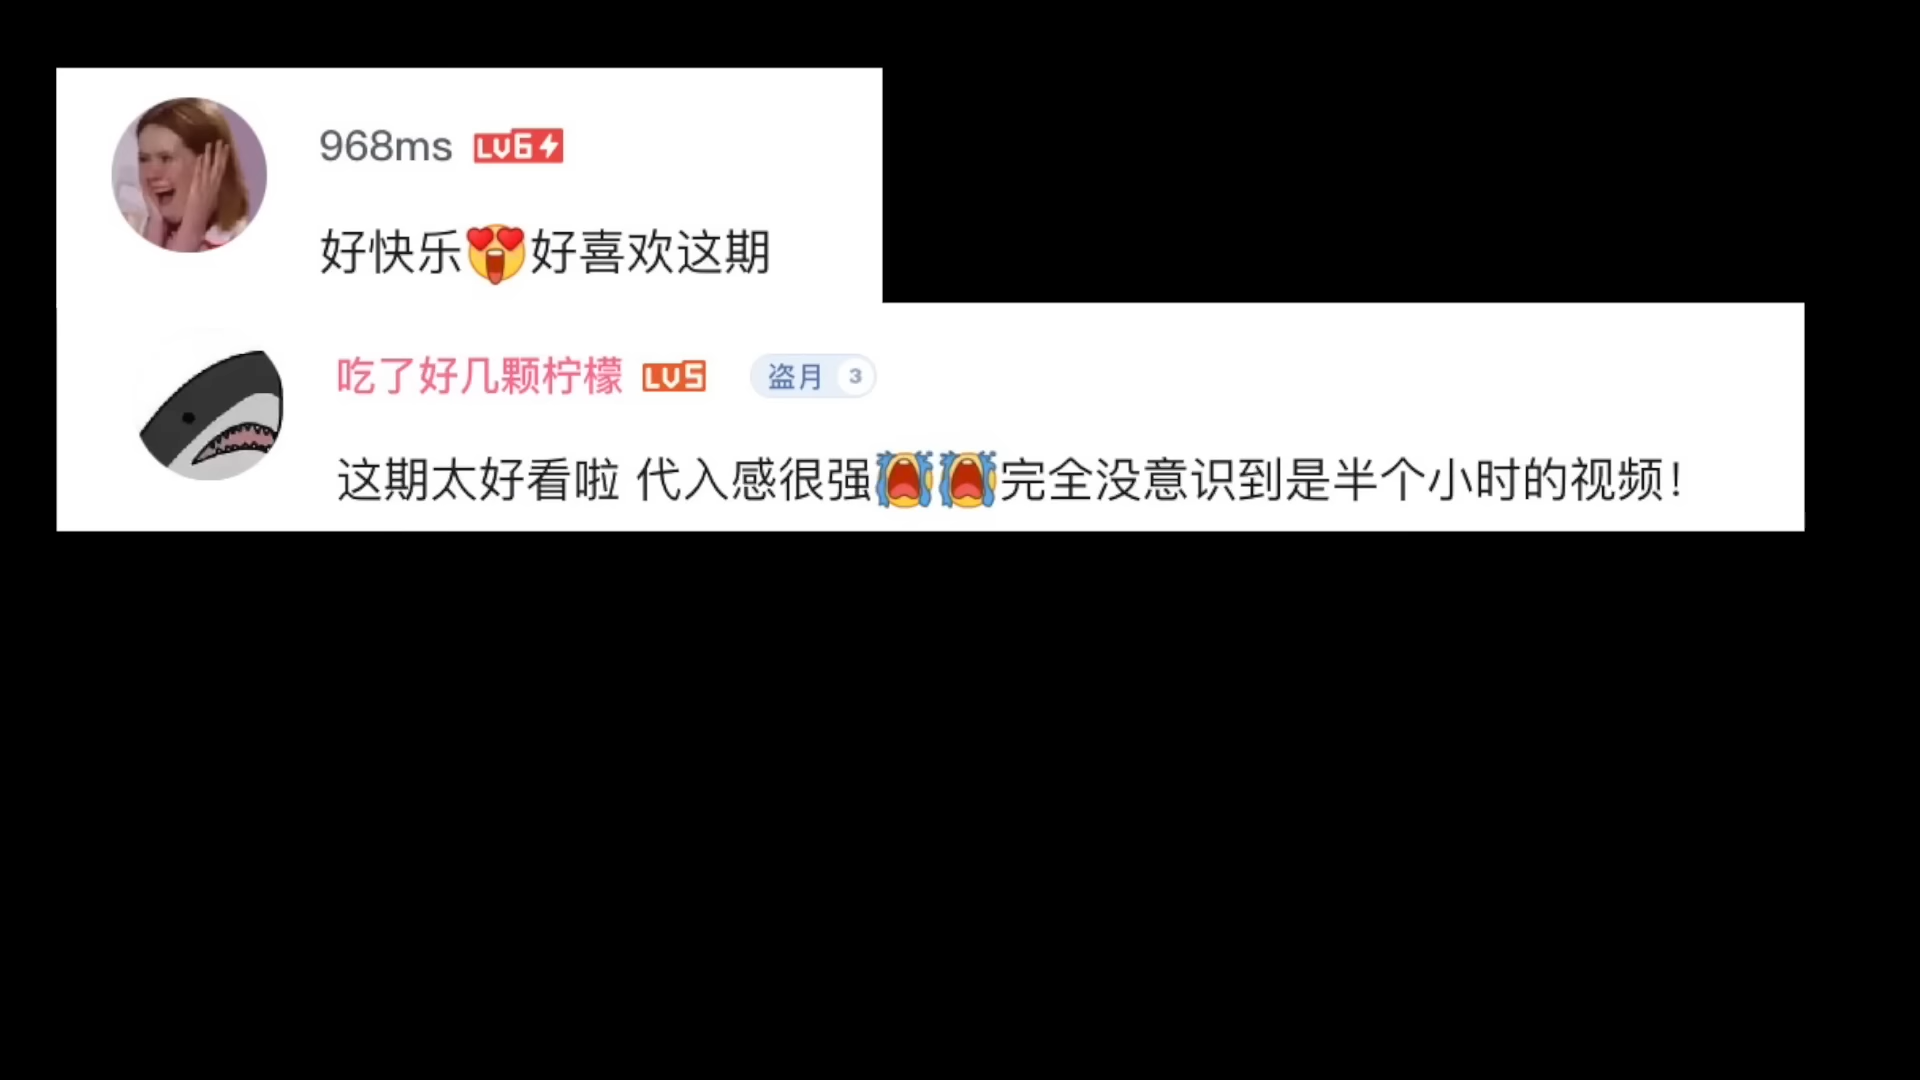 968ms LV6
好快乐😍好喜欢这期
吃了好几颗柠檬 LV5 盗月 3
这期太好看啦 代入感很强😭😭完全没意识到是半个小时的视频！